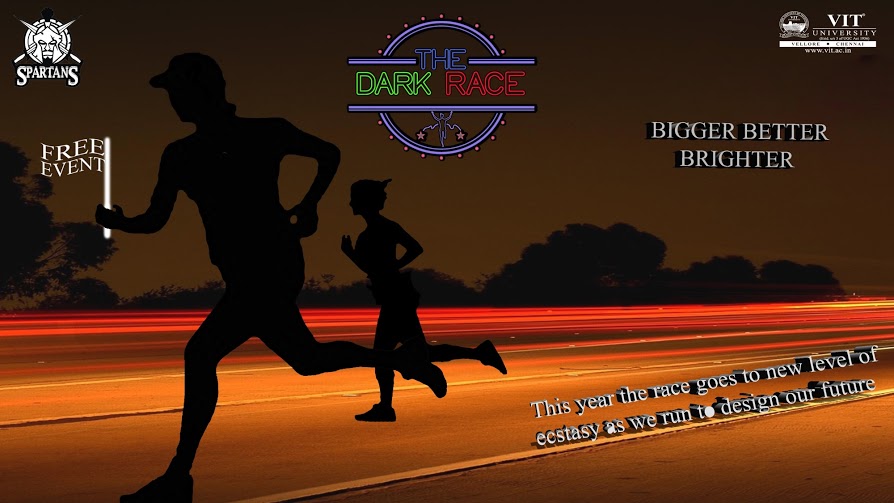 SPARTANS
THE
DARK RACE
VIT
UNIVERSITY
VELLORE • CHENNAI
www.vit.ac.in
FREE
EVENT
BIGGER BETTER
BRIGHTER
This year the race goes to new level of
ecstasy as we run to design our future